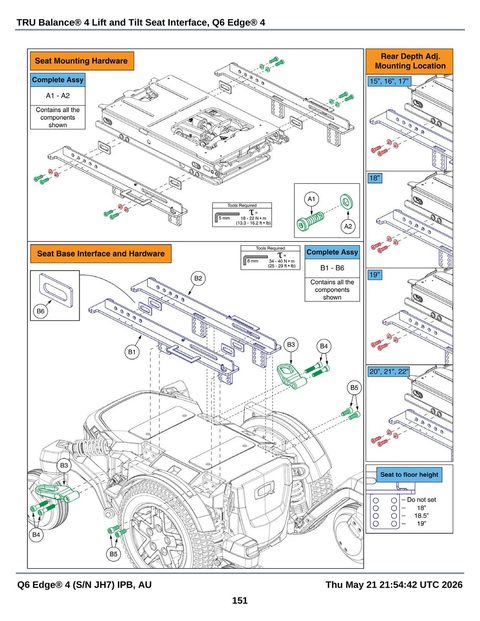 TRU Balance® 4 Lift and Tilt Seat Interface, Q6 Edge® 4
Seat Mounting Hardware
Complete Assy
A1 - A2
Contains all the
components
shown
Rear Depth Adj.
Mounting Location
15", 16", 17"
18"
19"
20", 21", 22"
Tools Required
5 mm
τ =
18 - 22 N • m
(13.3 - 16.2 ft • lb)
A1
A2
Seat Base Interface and Hardware
Tools Required
6 mm
τ =
34 - 40 N • m
(25 - 29 ft • lb)
Complete Assy
B1 - B6
Contains all the
components
shown
B6
B2
B1
B3
B4
B5
B3
B4
B5
Seat to floor height
Do not set
18"
18.5"
19"
Q6 Edge® 4 (S/N JH7) IPB, AU
Thu May 21 21:54:42 UTC 2026
151